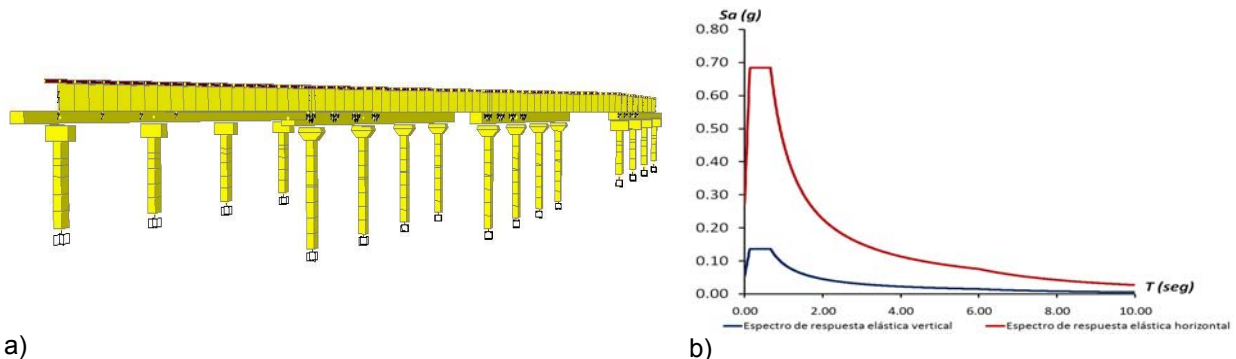 Sa (g)
0.80
0.70
0.60
0.50
0.40
0.30
0.20
0.10
0.00
0.00 2.00 4.00 6.00 8.00 10.00
T (seg)
Espectro de respuesta elástica vertical Espectro de respuesta elástica horizontal
a) b)